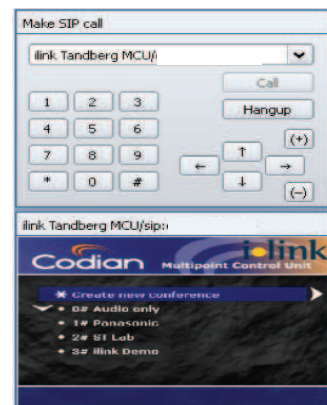 Make SIP call
ilink Tandberg MCU/
Call
1 2 3
Hangup
4 5 6
(+)
7 8 9
← ↑ →
* 0 #
↓
(−)
ilink Tandberg MCU/sip:
Codian i-link
Multipoint Control Unit
* Create new conference
• 0# Audio only
• 1# Panasonic
• 2# ST Lab
• 3# ilink Demo